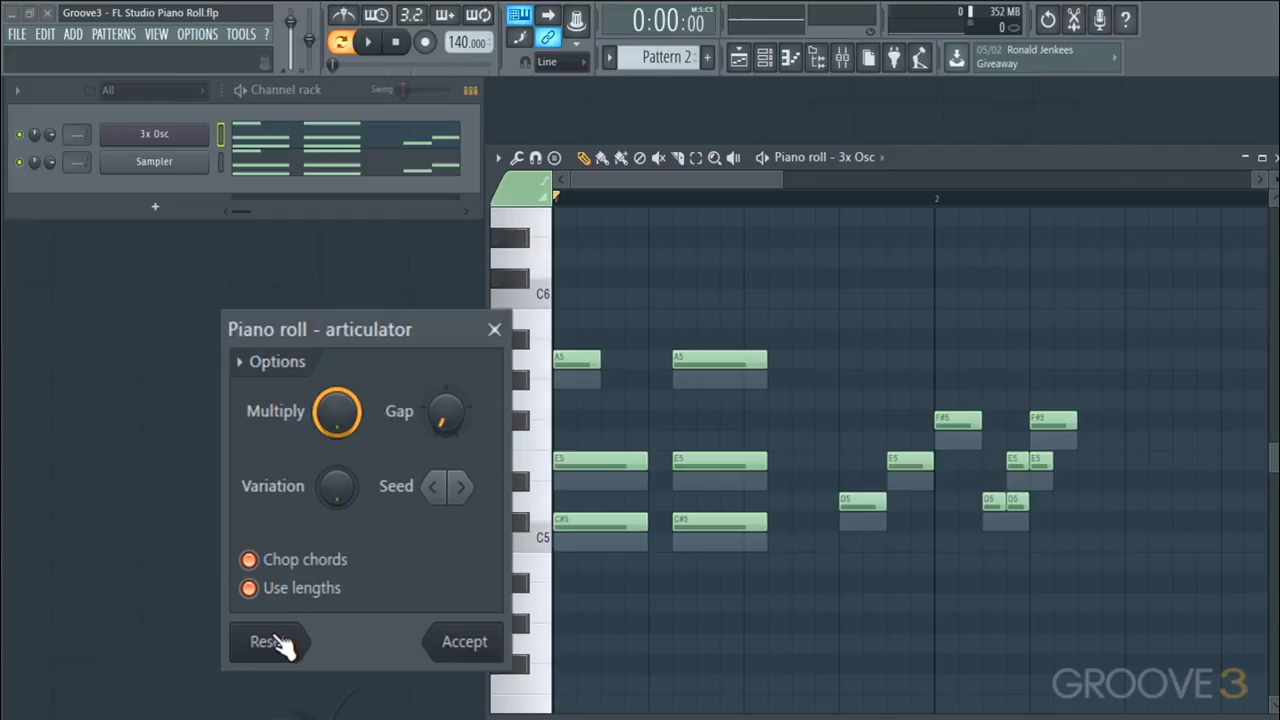 Groove3 - FL Studio Piano Roll.flp
FILE EDIT ADD PATTERNS VIEW OPTIONS TOOLS ?
3.2.
140.000
Line
0:00:00
M:S:CS
Pattern 2
0
352 MB
0
05/02 Ronald Jenkees
Giveaway
All
Channel rack
Swing
3x Osc
Sampler
+
Piano roll - 3x Osc
2
C6
C5
A5
A5
F#5
F#5
E5
E5
E5
E5
E5
D5
D5
D5
C#5
C#5
Piano roll - articulator
Options
Multiply
Gap
Variation
Seed
Chop chords
Use lengths
Accept
GROOVE3